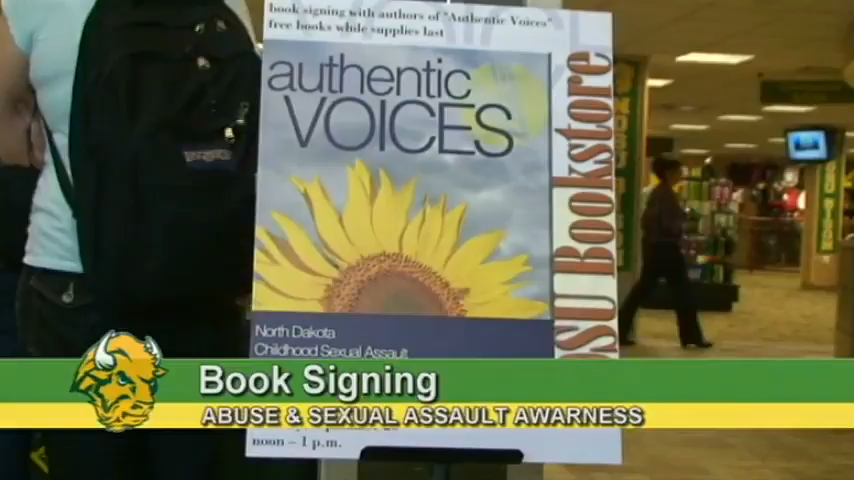 book signing with authors of "Authentic Voices"
free books while supplies last
authentic
VOICES
SU Bookstore
North Dakota
Childhood Sexual Assault
Book Signing
ABUSE & SEXUAL ASSAULT AWARNESS
noon – 1 p.m.
JANSPORT